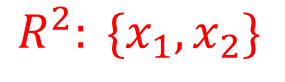 R²: {x₁, x₂}